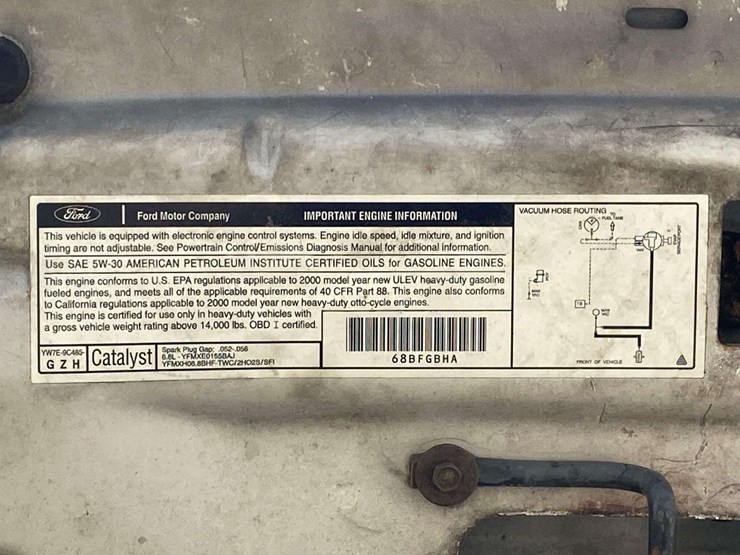 Ford
Ford Motor Company
IMPORTANT ENGINE INFORMATION
This vehicle is equipped with electronic engine control systems. Engine idle speed, idle mixture, and ignition
timing are not adjustable. See Powertrain Control/Emissions Diagnosis Manual for additional information.
Use SAE 5W-30 AMERICAN PETROLEUM INSTITUTE CERTIFIED OILS for GASOLINE ENGINES.
This engine conforms to U.S. EPA regulations applicable to 2000 model year new ULEV heavy-duty gasoline
fueled engines, and meets all of the applicable requirements of 40 CFR Part 88. This engine also conforms
to California regulations applicable to 2000 model year new heavy-duty otto-cycle engines.
This engine is certified for use only in heavy-duty vehicles with
a gross vehicle weight rating above 14,000 lbs. OBD I certified.
YW7E-9C485-
G Z H
Catalyst
Spark Plug Gap: .052-.056
6.8L - YFMXE0155BAJ
YFMXH06.8BHF-TWC/2HO2S/SFI
68BFGBHA
VACUUM HOSE ROUTING
TO
FUEL TANK
FRONT OF VEHICLE